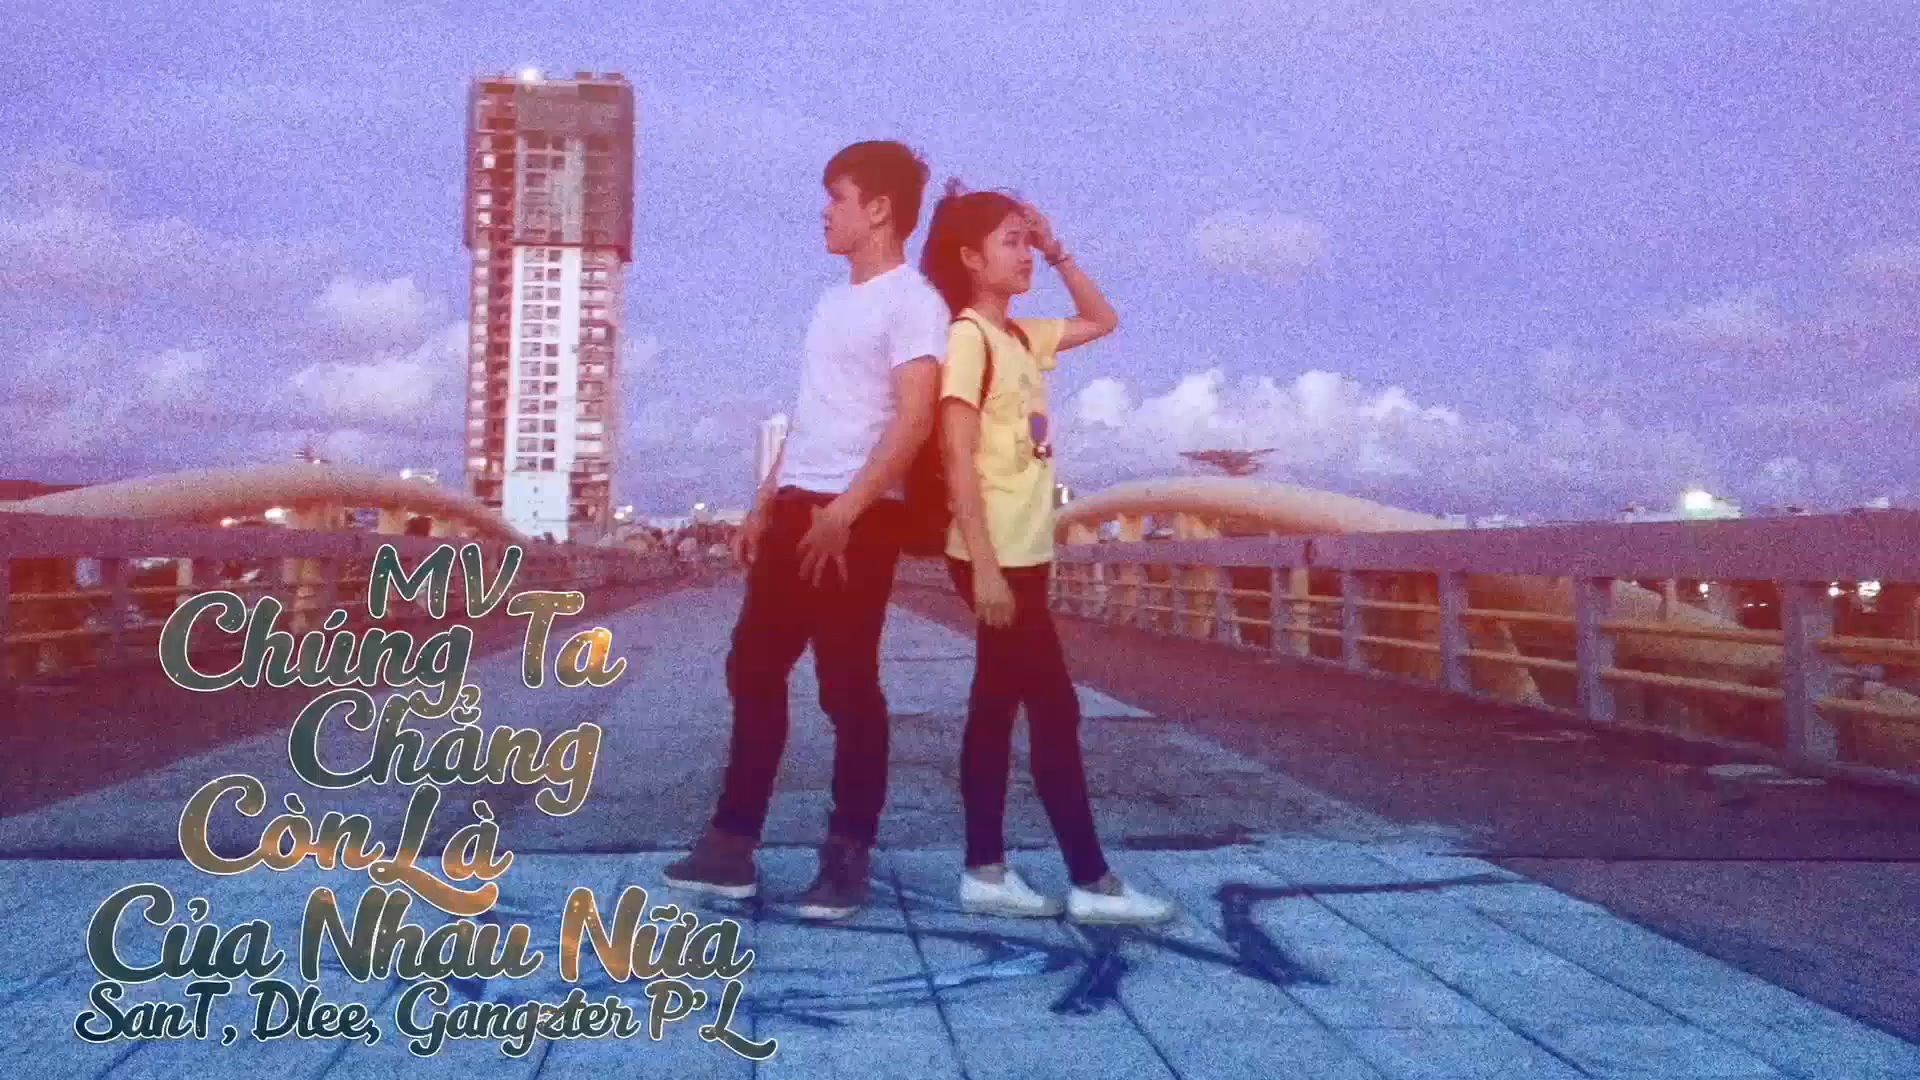 MV
Chúng Ta
Chẳng
Còn Là
Của Nhau Nữa
SanT, Dlee, Gangzter P'L